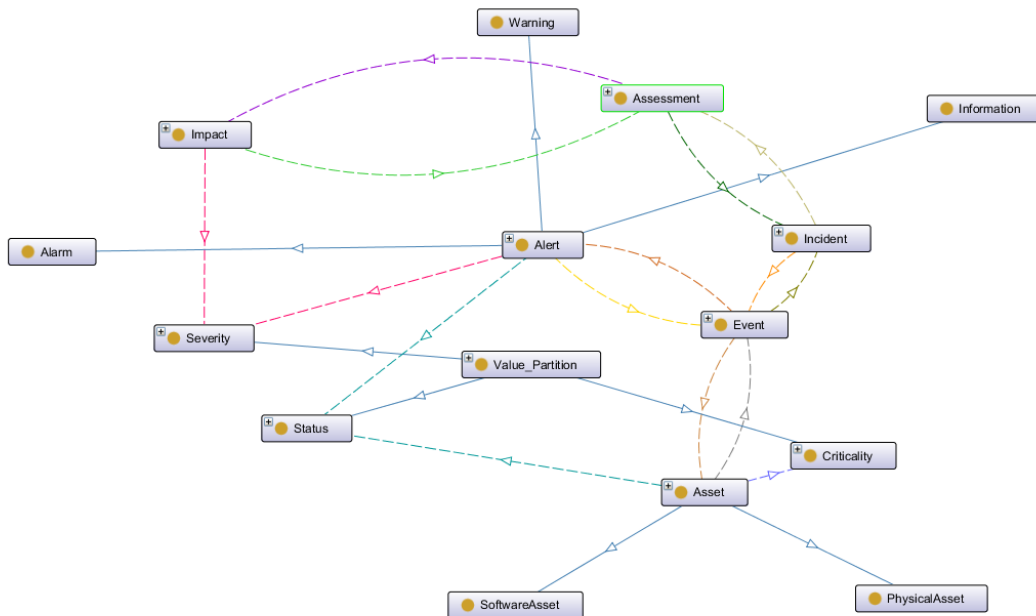 Warning
Assessment
Information
Impact
Incident
Alert
Alarm
Event
Severity
Value_Partition
Status
Criticality
Asset
PhysicalAsset
SoftwareAsset